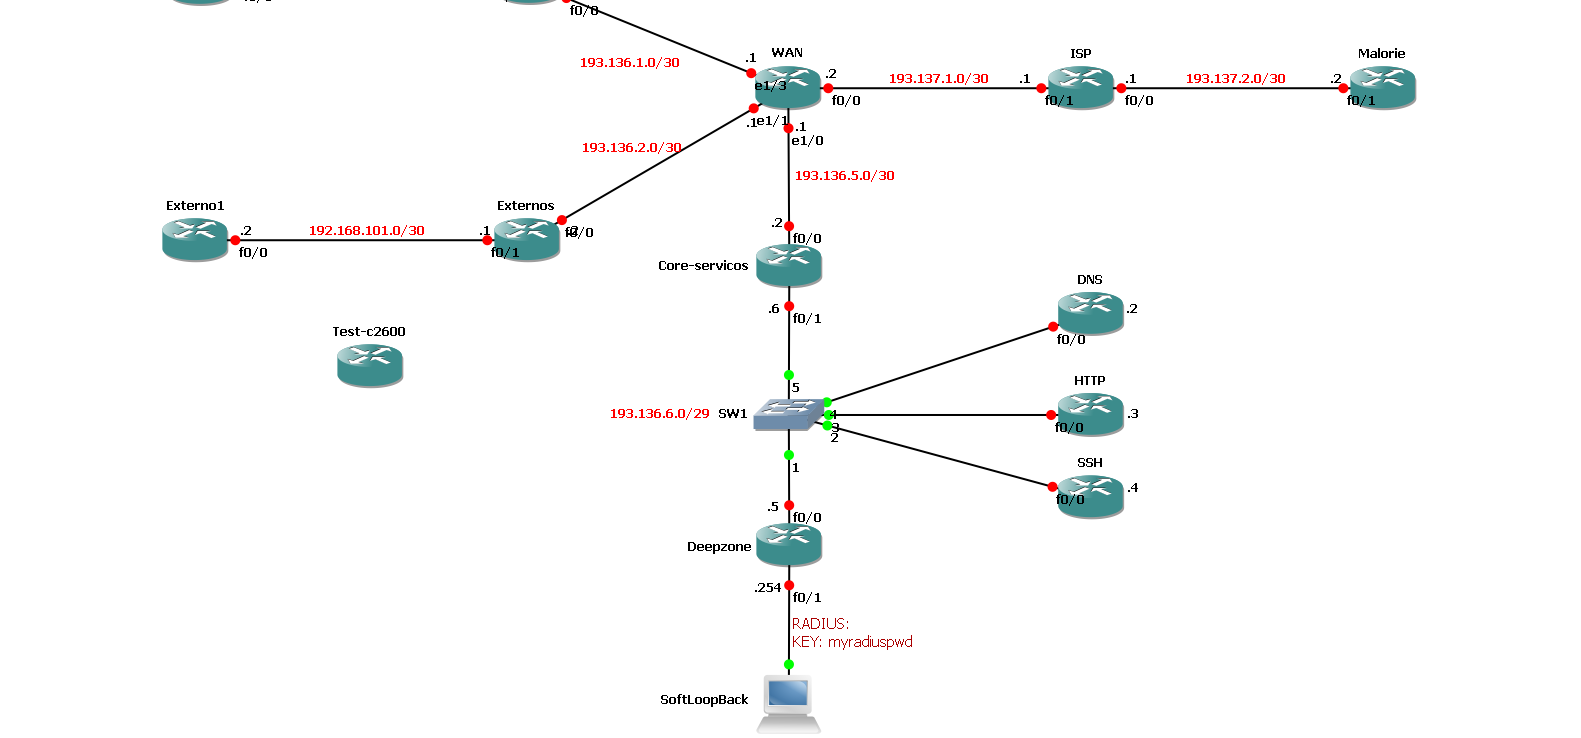 f0/0
.1
WAN
ISP
Malorie
193.136.1.0/30
e1/3
.2
193.137.1.0/30
.1
.1
193.137.2.0/30
.2
f0/0
f0/1
f0/0
f0/1
.1
e1/1
.1
e1/0
193.136.2.0/30
193.136.5.0/30
Externo1
Externos
.2
192.168.101.0/30
.1
f0/0
f0/1
f0/0
.2
f0/0
Core-servicos
.6
f0/1
DNS
.2
f0/0
Test-c2600
5
HTTP
193.136.6.0/29
SW1
4
3
2
.3
f0/0
SSH
.4
f0/0
1
.5
f0/0
Deepzone
.254
f0/1
RADIUS:
KEY: myradiuspwd
SoftLoopBack